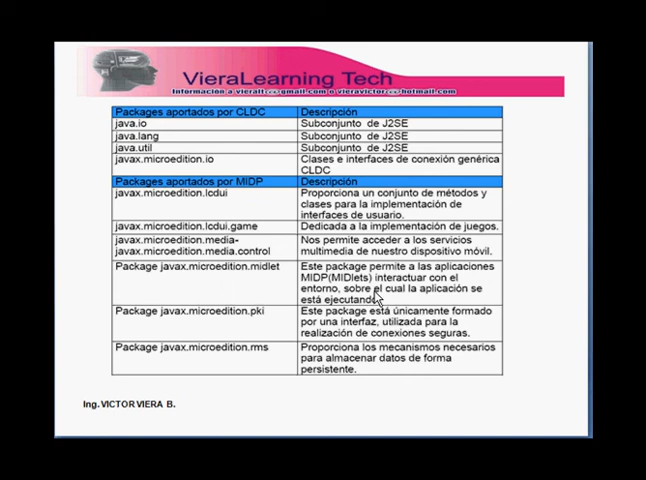 VieraLearning Tech
Packages aportados por CLDC Descripción
java.io Subconjunto de J2SE
java.lang Subconjunto de J2SE
java.util Subconjunto de J2SE
javax.microedition.io Clases e interfaces de conexión genérica
CLDC
Packages aportados por MIDP Descripción
javax.microedition.lcdui Proporciona un conjunto de métodos y
clases para la implementación de
interfaces de usuario.
javax.microedition.lcdui.game Dedicada a la implementación de juegos.
javax.microedition.media- Nos permite acceder a los servicios
javax.microedition.media.control multimedia de nuestro dispositivo móvil.
Package javax.microedition.midlet Este package permite a las aplicaciones
MIDP(MIDlets) interactuar con el
entorno, sobre el cual la aplicación se
está ejecutando.
Package javax.microedition.pki Este package está únicamente formado
por una interfaz, utilizada para la
realización de conexiones seguras.
Package javax.microedition.rms Proporciona los mecanismos necesarios
para almacenar datos de forma
persistente.
Ing. VICTOR VIERA B.